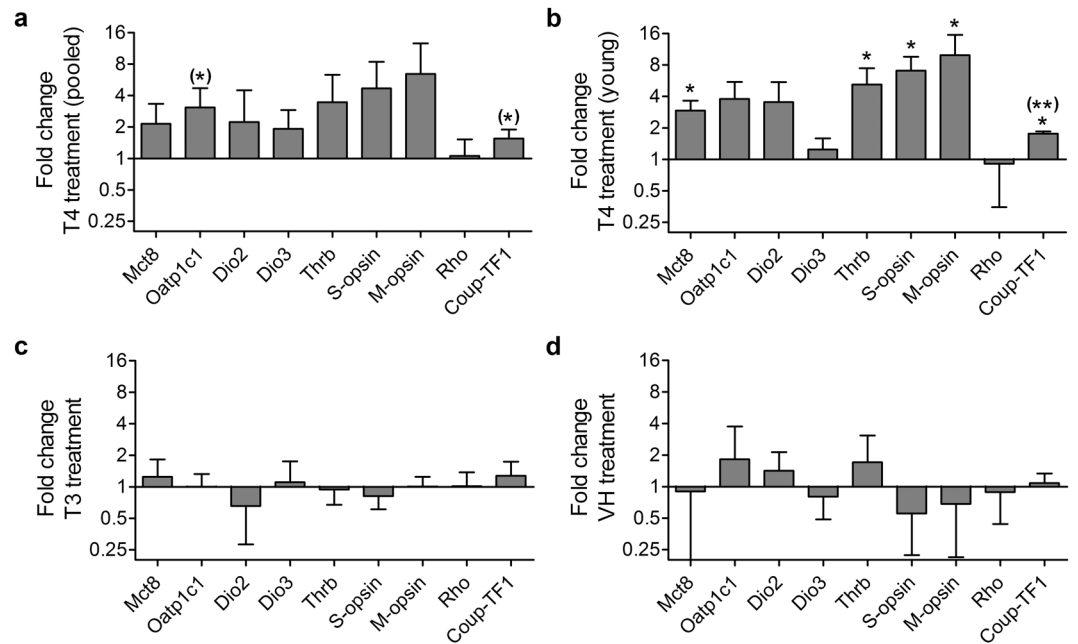 a
Fold change
T4 treatment (pooled)
16
8
4
2
1
0.5
0.25
(*)
(*)
Mct8
Oatp1c1
Dio2
Dio3
Thrb
S-opsin
M-opsin
Rho
Coup-TF1
b
Fold change
T4 treatment (young)
16
8
4
2
1
0.5
0.25
*
*
*
*
(**)
*
Mct8
Oatp1c1
Dio2
Dio3
Thrb
S-opsin
M-opsin
Rho
Coup-TF1
c
Fold change
T3 treatment
16
8
4
2
1
0.5
0.25
Mct8
Oatp1c1
Dio2
Dio3
Thrb
S-opsin
M-opsin
Rho
Coup-TF1
d
Fold change
VH treatment
16
8
4
2
1
0.5
0.25
Mct8
Oatp1c1
Dio2
Dio3
Thrb
S-opsin
M-opsin
Rho
Coup-TF1